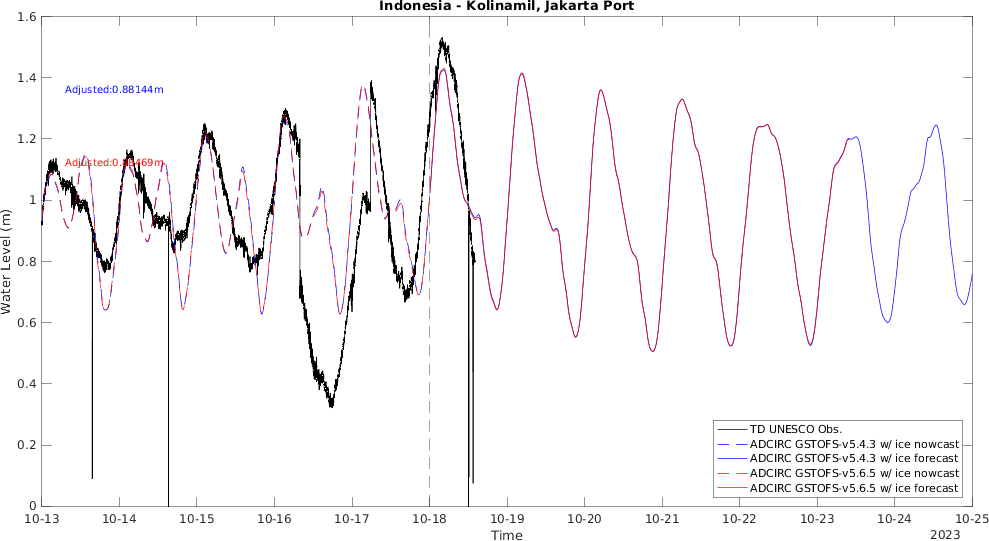 Indonesia - Kolinamil, Jakarta Port
1.6
1.4
1.2
1
0.8
0.6
0.4
0.2
0
Water Level (m)
Adjusted:0.88144m
TD UNESCO Obs.
ADCIRC GSTOFS-v5.4.3 w/ ice nowcast
ADCIRC GSTOFS-v5.4.3 w/ ice forecast
ADCIRC GSTOFS-v5.6.5 w/ ice nowcast
ADCIRC GSTOFS-v5.6.5 w/ ice forecast
10-13 10-14 10-15 10-16 10-17 10-18 10-19 10-20 10-21 10-22 10-23 10-24 10-25
Time
2023